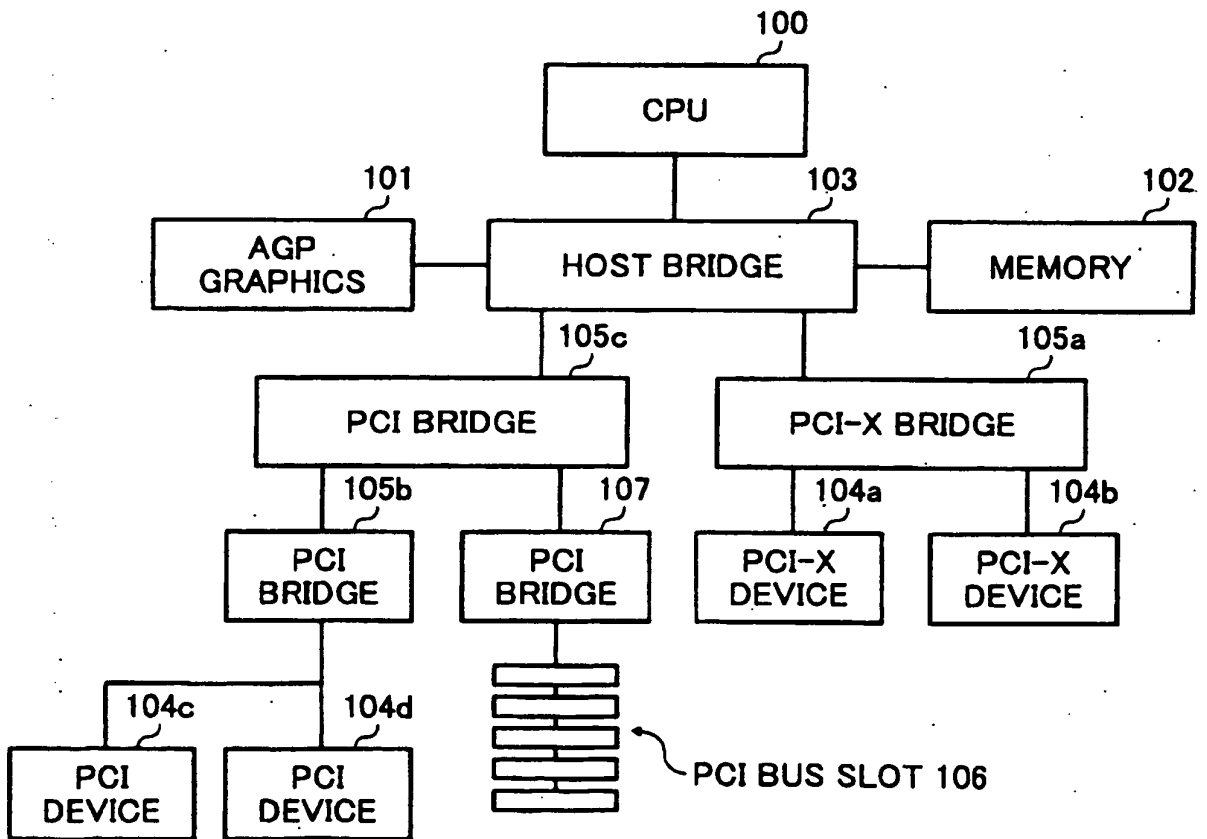 100
CPU
101
103
102
AGP
GRAPHICS
HOST BRIDGE
MEMORY
105c
105a
PCI BRIDGE
PCI-X BRIDGE
105b
107
104a
104b
PCI
BRIDGE
PCI
BRIDGE
PCI-X
DEVICE
PCI-X
DEVICE
104c
104d
PCI
DEVICE
PCI
DEVICE
PCI BUS SLOT 106